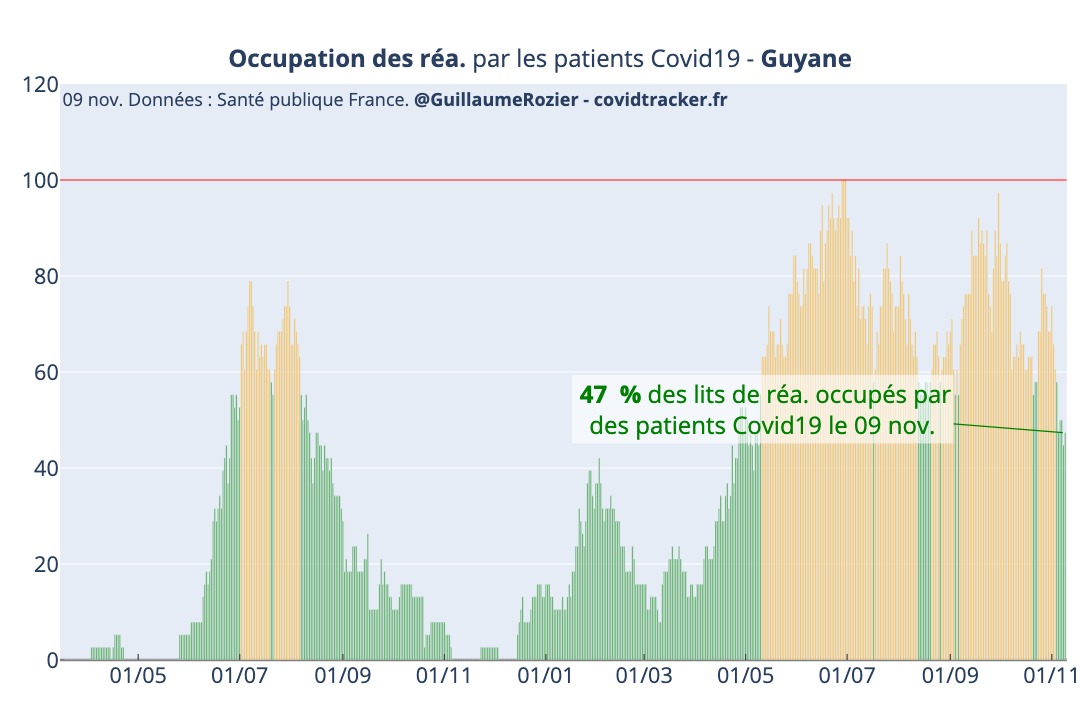 Occupation des réa. par les patients Covid19 - Guyane
120
09 nov. Données : Santé publique France. @GuillaumeRozier - covidtracker.fr
100
80
60
47 % des lits de réa. occupés par
des patients Covid19 le 09 nov.
40
20
0
01/05 01/07 01/09 01/11 01/01 01/03 01/05 01/07 01/09 01/11